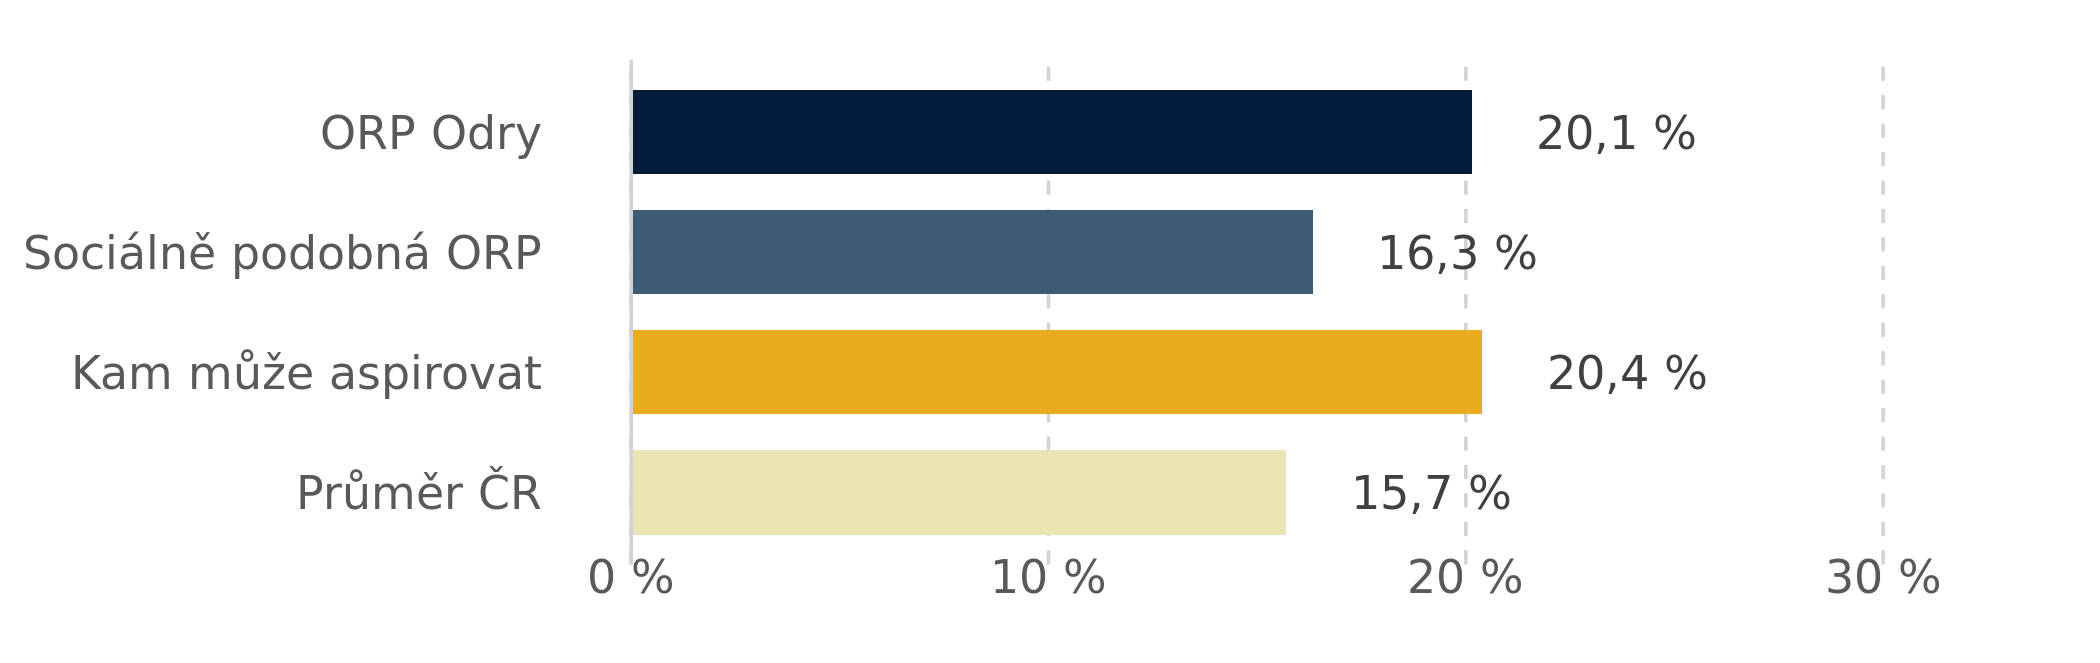 ORP Odry 20,1 %
Sociálně podobná ORP 16,3 %
Kam může aspirovat 20,4 %
Průměr ČR 15,7 %
0 % 10 % 20 % 30 %